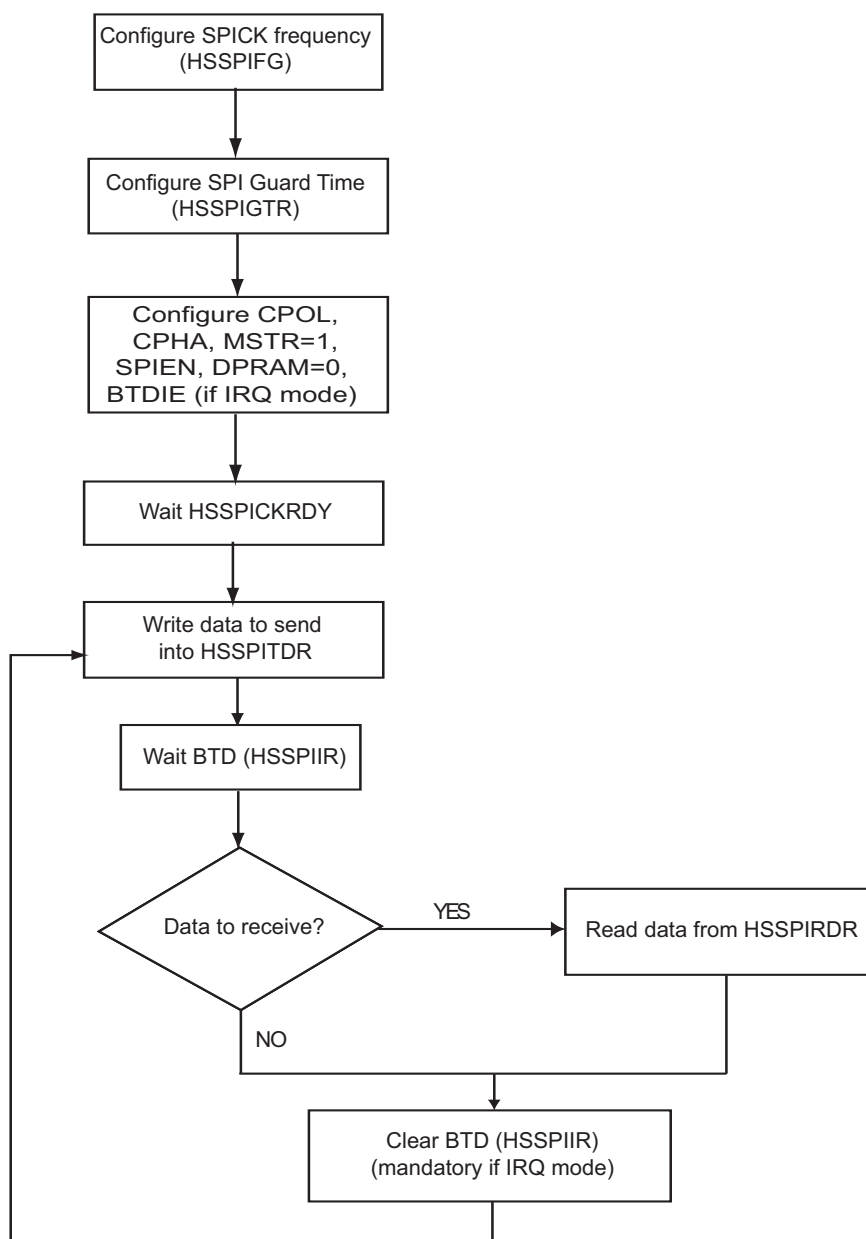 Configure SPICK frequency
(HSSPIFG)
Configure SPI Guard Time
(HSSPIGTR)
Configure CPOL,
CPHA, MSTR=1,
SPIEN, DPRAM=0,
BTDIE (if IRQ mode)
Wait HSSPICKRDY
Write data to send
into HSSPITDR
Wait BTD (HSSPIIR)
Data to receive?
YES
Read data from HSSPIRDR
NO
Clear BTD (HSSPIIR)
(mandatory if IRQ mode)